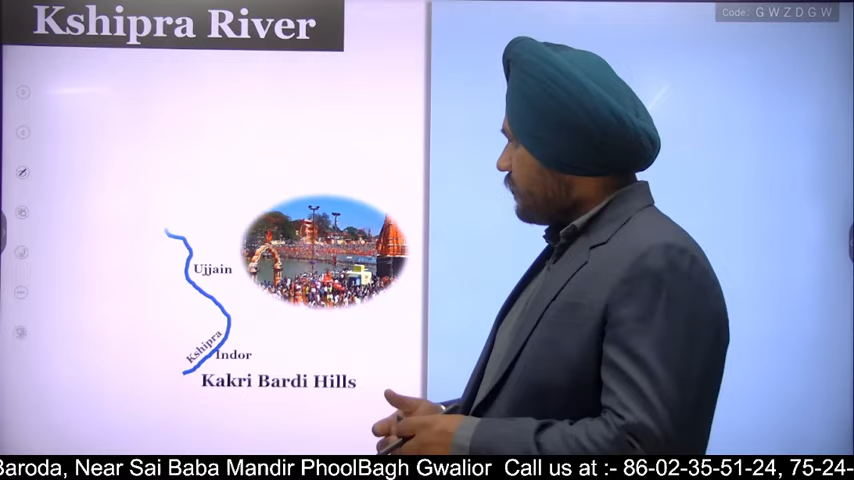 Kshipra River
Code: G W Z D G W
Ujjain
Kshipra
Indor
Kakri Bardi Hills
Baroda, Near Sai Baba Mandir PhoolBagh Gwalior Call us at :- 86-02-35-51-24, 75-24-